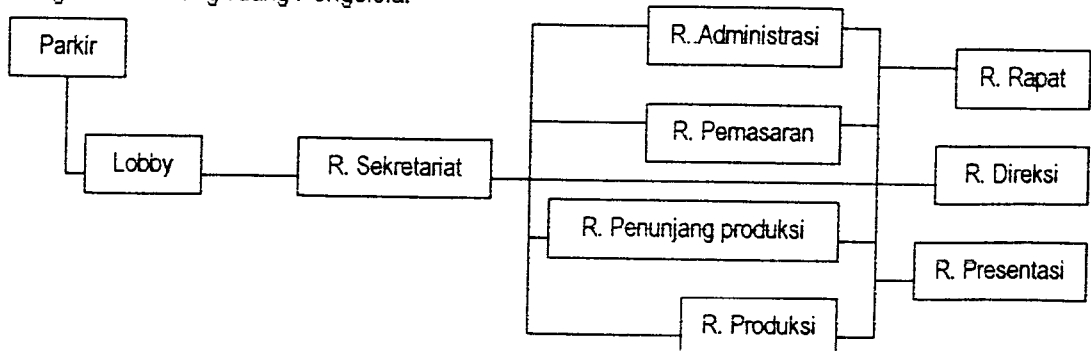 Parkir
Lobby
R. Sekretariat
R. Administrasi
R. Pemasaran
R. Penunjang produksi
R. Produksi
R. Rapat
R. Direksi
R. Presentasi